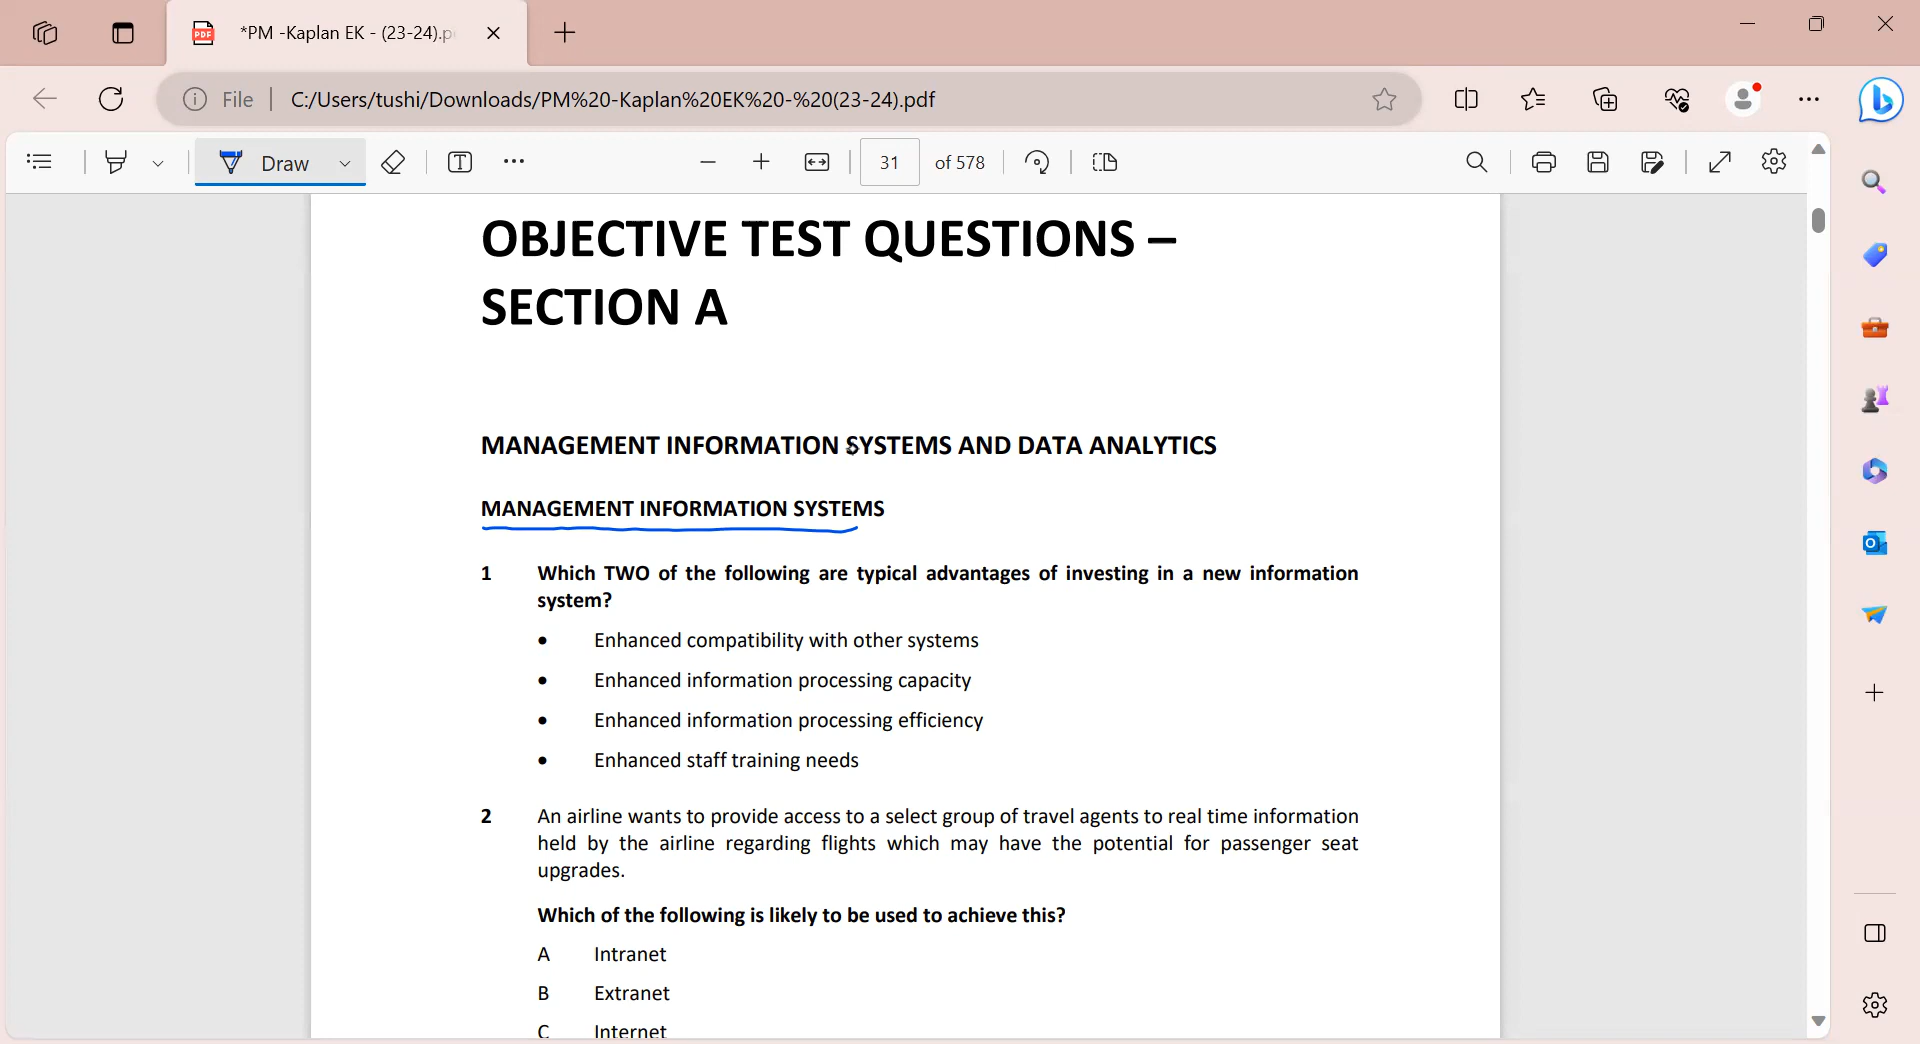 *PM -Kaplan EK - (23-24).p
File
C:/Users/tushi/Downloads/PM%20-Kaplan%20EK%20-%20(23-24).pdf
Draw
31 of 578
OBJECTIVE TEST QUESTIONS –
SECTION A
MANAGEMENT INFORMATION SYSTEMS AND DATA ANALYTICS
MANAGEMENT INFORMATION SYSTEMS
1 Which TWO of the following are typical advantages of investing in a new information
system?
• Enhanced compatibility with other systems
• Enhanced information processing capacity
• Enhanced information processing efficiency
• Enhanced staff training needs
2 An airline wants to provide access to a select group of travel agents to real time information
held by the airline regarding flights which may have the potential for passenger seat
upgrades.
Which of the following is likely to be used to achieve this?
A Intranet
B Extranet
C Internet